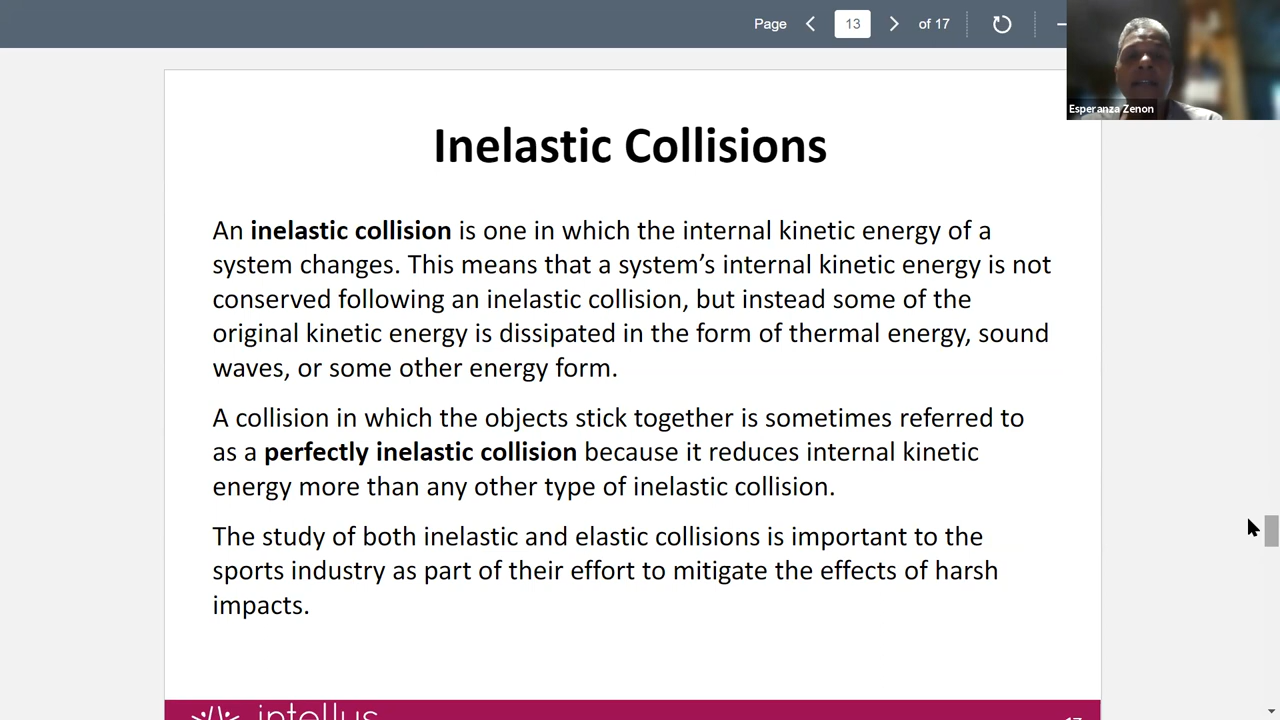 Page 13 of 17
Esperanza Zenon
Inelastic Collisions
An inelastic collision is one in which the internal kinetic energy of a
system changes. This means that a system’s internal kinetic energy is not
conserved following an inelastic collision, but instead some of the
original kinetic energy is dissipated in the form of thermal energy, sound
waves, or some other energy form.
A collision in which the objects stick together is sometimes referred to
as a perfectly inelastic collision because it reduces internal kinetic
energy more than any other type of inelastic collision.
The study of both inelastic and elastic collisions is important to the
sports industry as part of their effort to mitigate the effects of harsh
impacts.
intellus